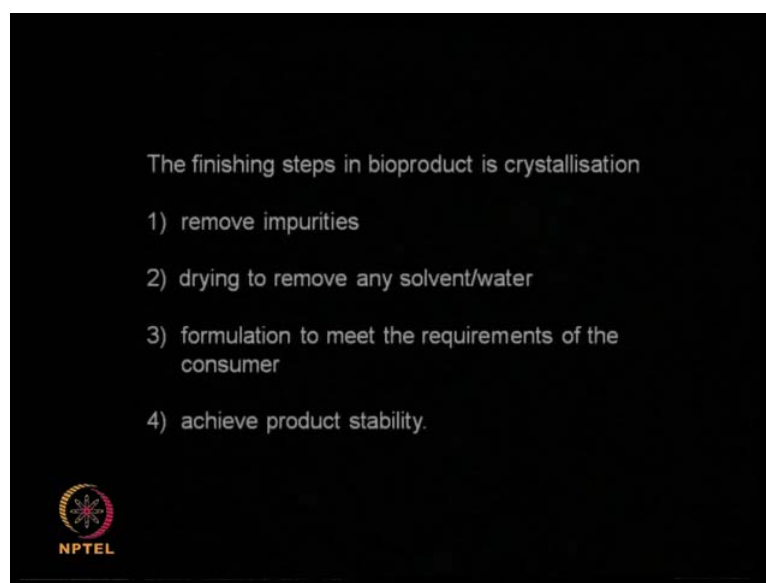 The finishing steps in bioproduct is crystallisation
1) remove impurities
2) drying to remove any solvent/water
3) formulation to meet the requirements of the
consumer
4) achieve product stability.
NPTEL